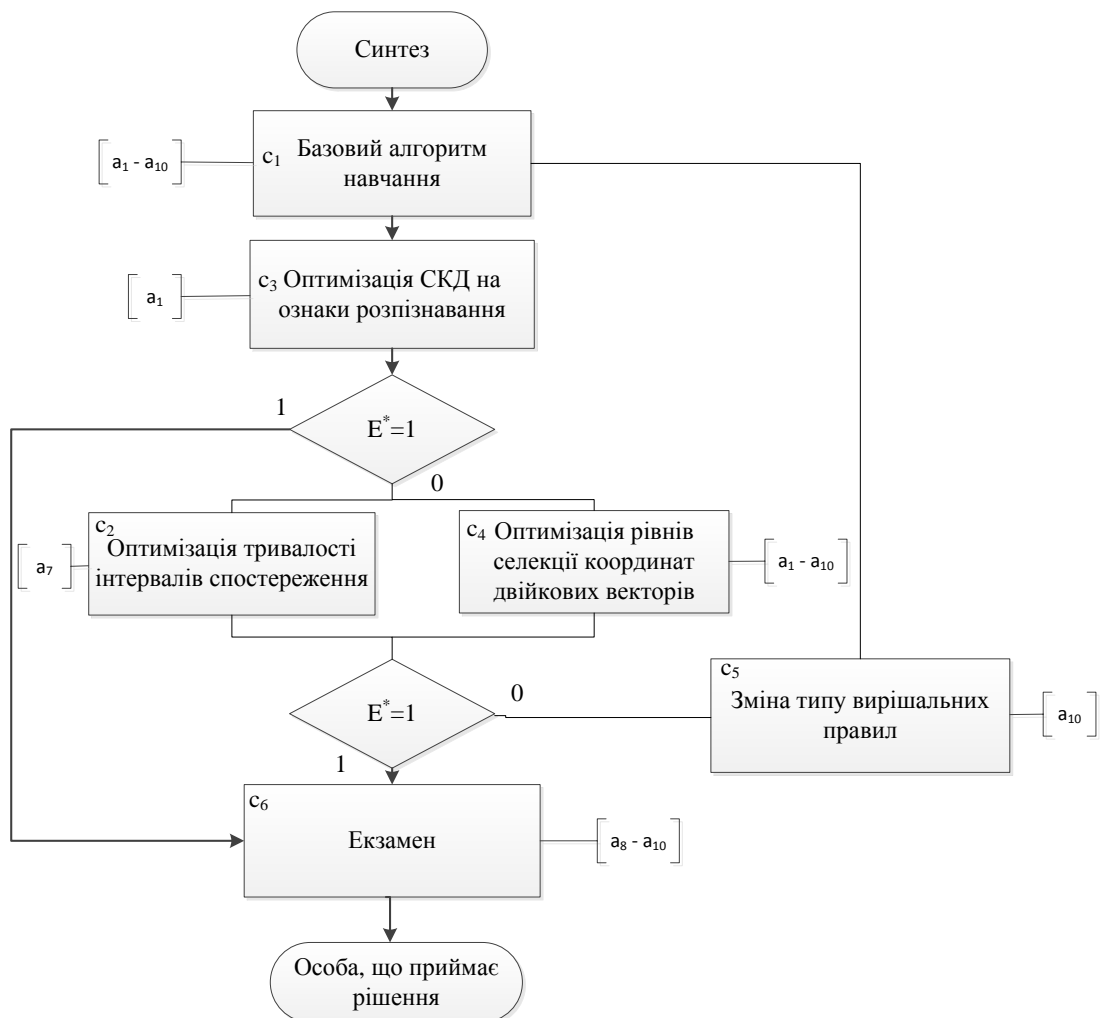 Синтез
c₁ Базовий алгоритм
навчання
a₁ - a₁₀
c₃ Оптимізація СКД на
ознаки розпізнавання
a₁
1
E*=1
0
c₂
Оптимізація тривалості
інтервалів спостереження
a₇
c₄ Оптимізація рівнів
селекції координат
двійкових векторів
a₁ - a₁₀
E*=1
0
1
c₅
Зміна типу вирішальних
правил
a₁₀
c₆
Екзамен
a₈ - a₁₀
Особа, що приймає
рішення